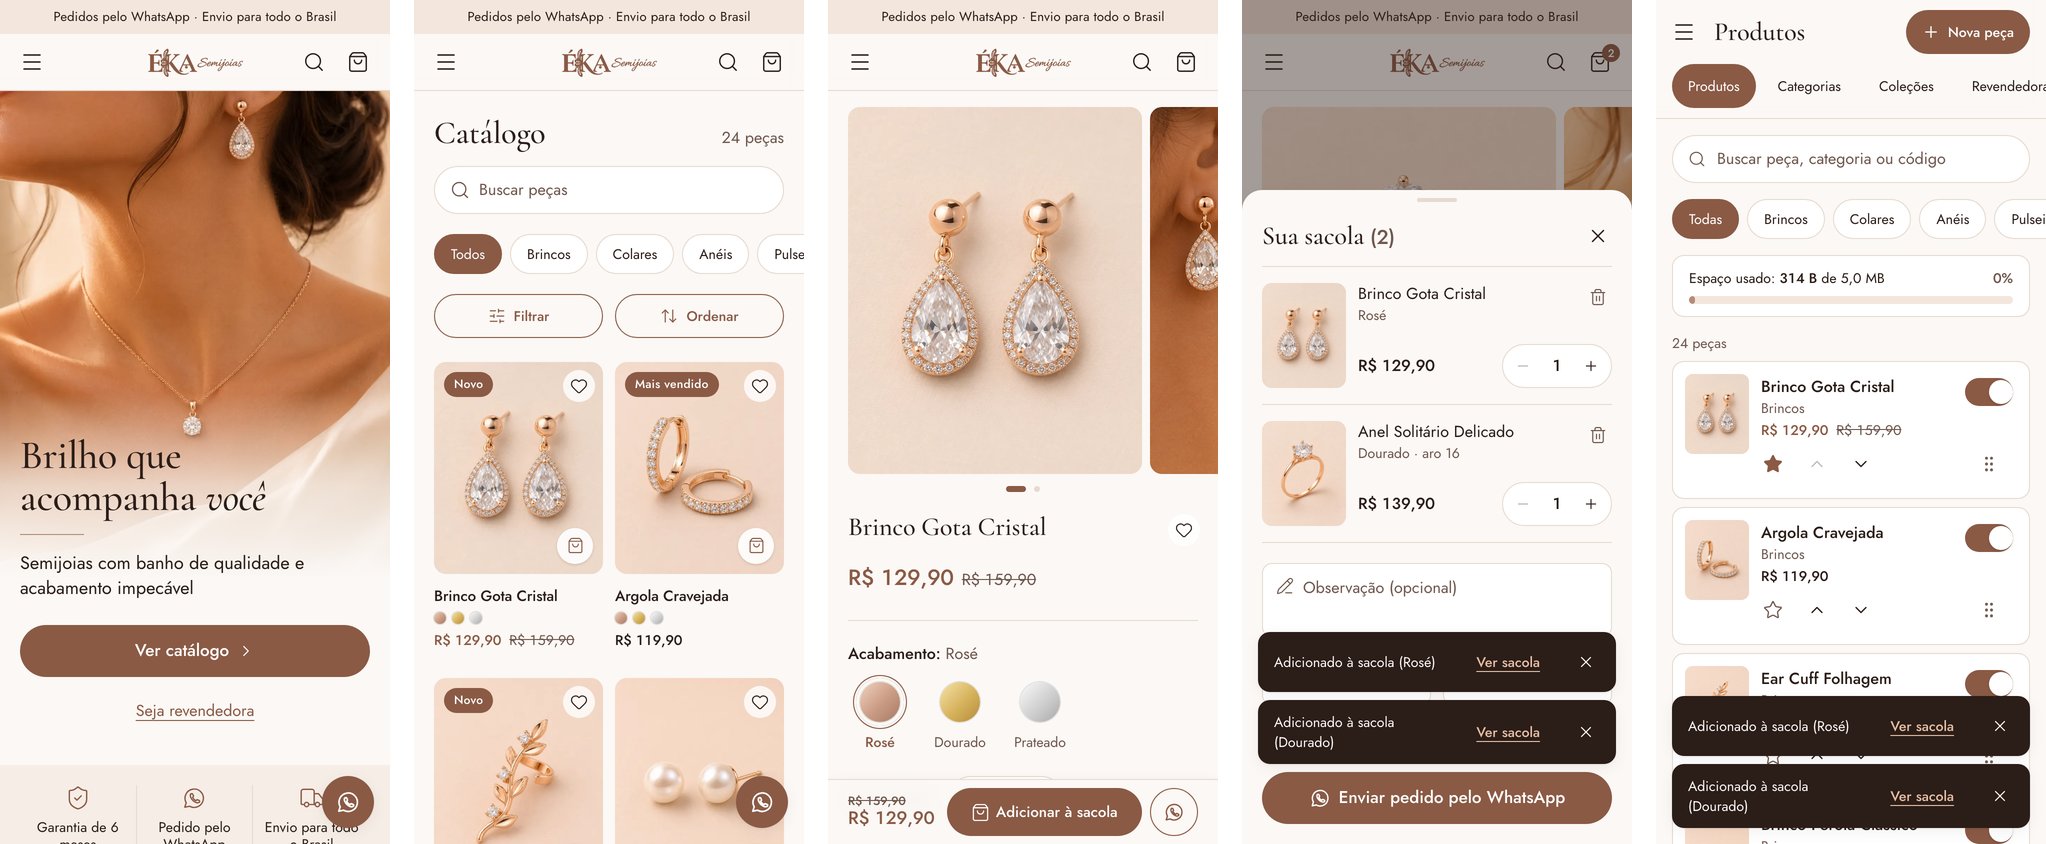 Pedidos pelo WhatsApp · Envio para todo o Brasil
ÉKA Semijoias
Brilho que
acompanha você
Semijoias com banho de qualidade e
acabamento impecável
Ver catálogo
Seja revendedora
Garantia de 6
meses
Pedido pelo
WhatsApp
Envio para todo
o Brasil
Pedidos pelo WhatsApp · Envio para todo o Brasil
ÉKA Semijoias
Catálogo
24 peças
Buscar peças
Todos
Brincos
Colares
Anéis
Pulse
Filtrar
Ordenar
Novo
Mais vendido
Brinco Gota Cristal
R$ 129,90 R$ 159,90
Argola Cravejada
R$ 119,90
Novo
Pedidos pelo WhatsApp · Envio para todo o Brasil
ÉKA Semijoias
Brinco Gota Cristal
R$ 129,90 R$ 159,90
Acabamento: Rosé
Rosé
Dourado
Prateado
R$ 159,90
R$ 129,90
Adicionar à sacola
Pedidos pelo WhatsApp · Envio para todo o Brasil
ÉKA Semijoias
2
Sua sacola (2)
Brinco Gota Cristal
Rosé
R$ 129,90
1
Anel Solitário Delicado
Dourado · aro 16
R$ 139,90
1
Observação (opcional)
Adicionado à sacola (Rosé)
Ver sacola
Adicionado à sacola
(Dourado)
Ver sacola
Enviar pedido pelo WhatsApp
Produtos
Nova peça
Produtos
Categorias
Coleções
Revendedora
Buscar peça, categoria ou código
Todas
Brincos
Colares
Anéis
Pulsei
Espaço usado: 314 B de 5,0 MB
0%
24 peças
Brinco Gota Cristal
Brincos
R$ 129,90 R$ 159,90
Argola Cravejada
Brincos
R$ 119,90
Ear Cuff Folhagem
Adicionado à sacola (Rosé)
Ver sacola
Adicionado à sacola
(Dourado)
Ver sacola
Brinco Pérola Clássico